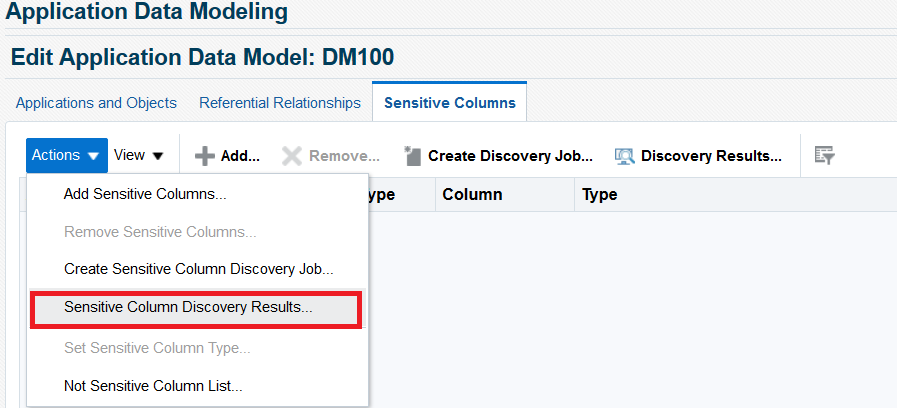 Application Data Modeling
Edit Application Data Model: DM100
Applications and Objects Referential Relationships Sensitive Columns
Actions View Add... Remove... Create Discovery Job... Discovery Results...
ype Column Type
Add Sensitive Columns...
Remove Sensitive Columns...
Create Sensitive Column Discovery Job...
Sensitive Column Discovery Results...
Set Sensitive Column Type...
Not Sensitive Column List...